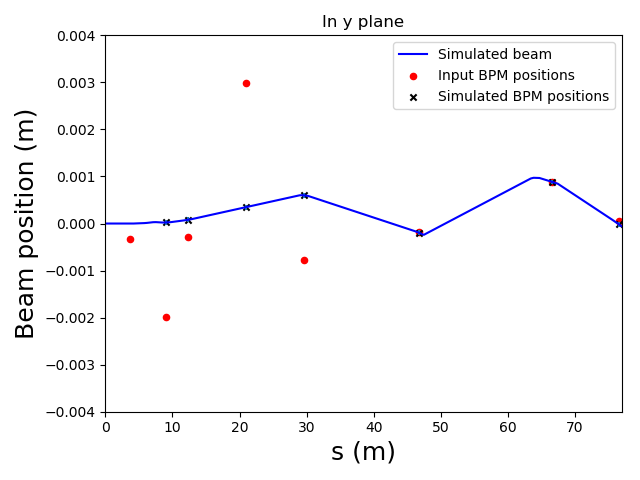 In y plane
Simulated beam
Input BPM positions
Simulated BPM positions
Beam position (m)
0.004
0.003
0.002
0.001
0.000
−0.001
−0.002
−0.003
−0.004
0 10 20 30 40 50 60 70
s (m)